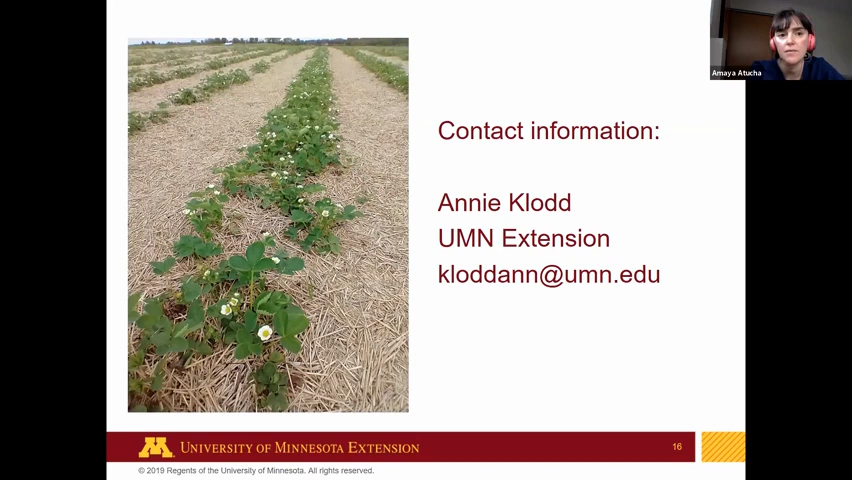 Amaya Atucha
Contact information:
Annie Klodd
UMN Extension
kloddann@umn.edu
M UNIVERSITY OF MINNESOTA EXTENSION
16
© 2019 Regents of the University of Minnesota. All rights reserved.